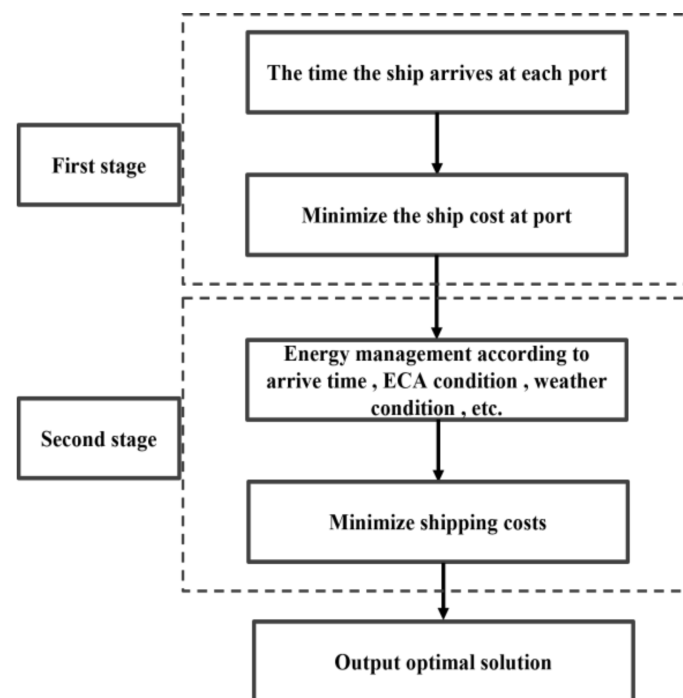 The time the ship arrives at each port
First stage
Minimize the ship cost at port
Energy management according to
arrive time , ECA condition , weather
condition , etc.
Second stage
Minimize shipping costs
Output optimal solution